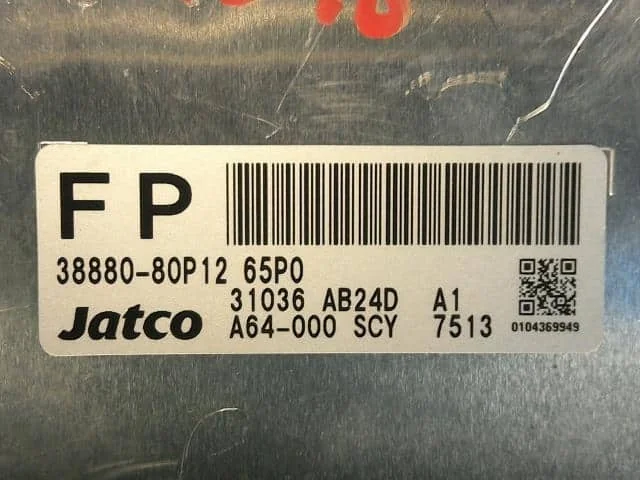 FP
38880-80P12 65P0
31036 AB24D A1
Jatco A64-000 SCY 7513
0104369949